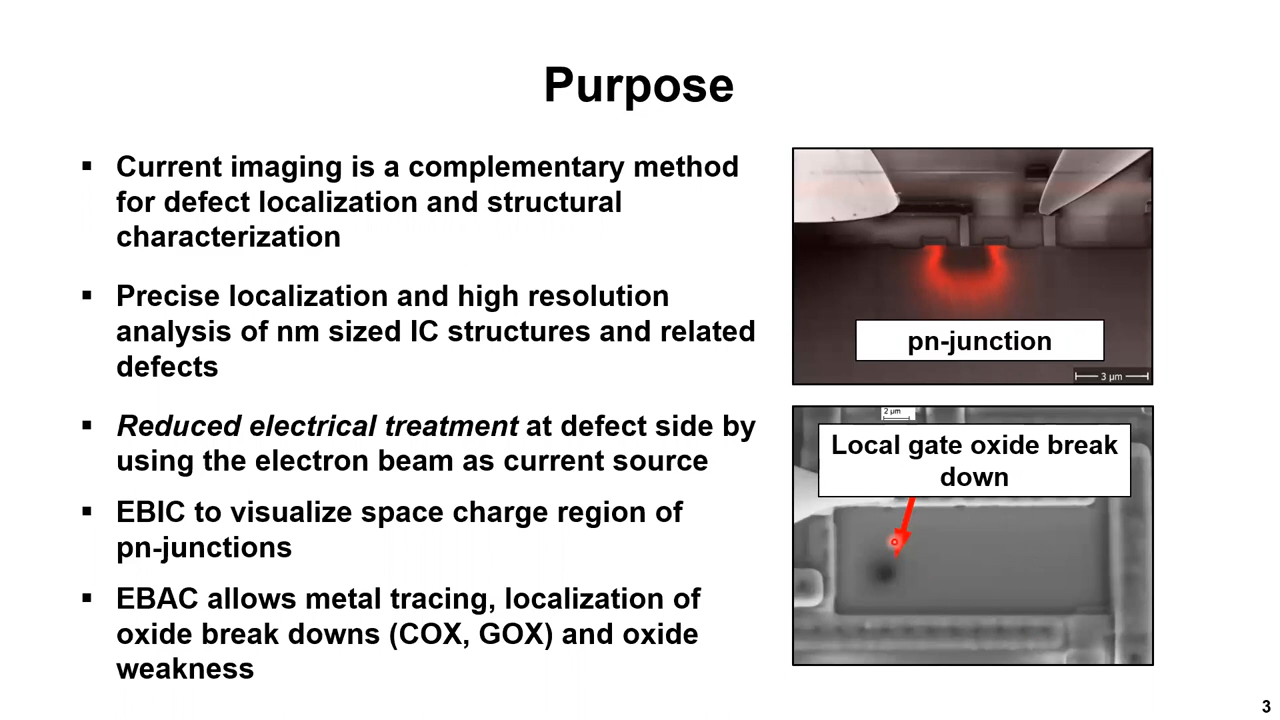 Purpose
▪ Current imaging is a complementary method
for defect localization and structural
characterization
▪ Precise localization and high resolution
analysis of nm sized IC structures and related
defects
▪ Reduced electrical treatment at defect side by
using the electron beam as current source
▪ EBIC to visualize space charge region of
pn-junctions
▪ EBAC allows metal tracing, localization of
oxide break downs (COX, GOX) and oxide
weakness
pn-junction
3 µm
2 µm
Local gate oxide break
down
3